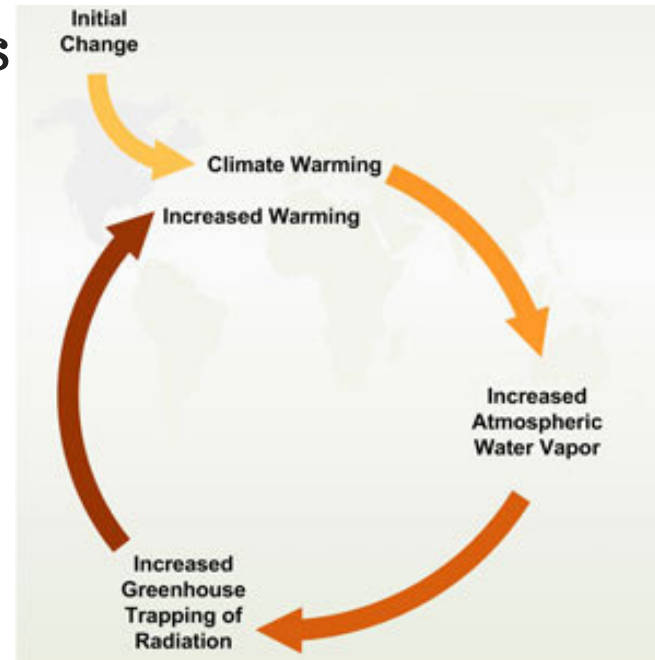 Initial
Change
s
Climate Warming
Increased Warming
Increased
Atmospheric
Water Vapor
Increased
Greenhouse
Trapping of
Radiation